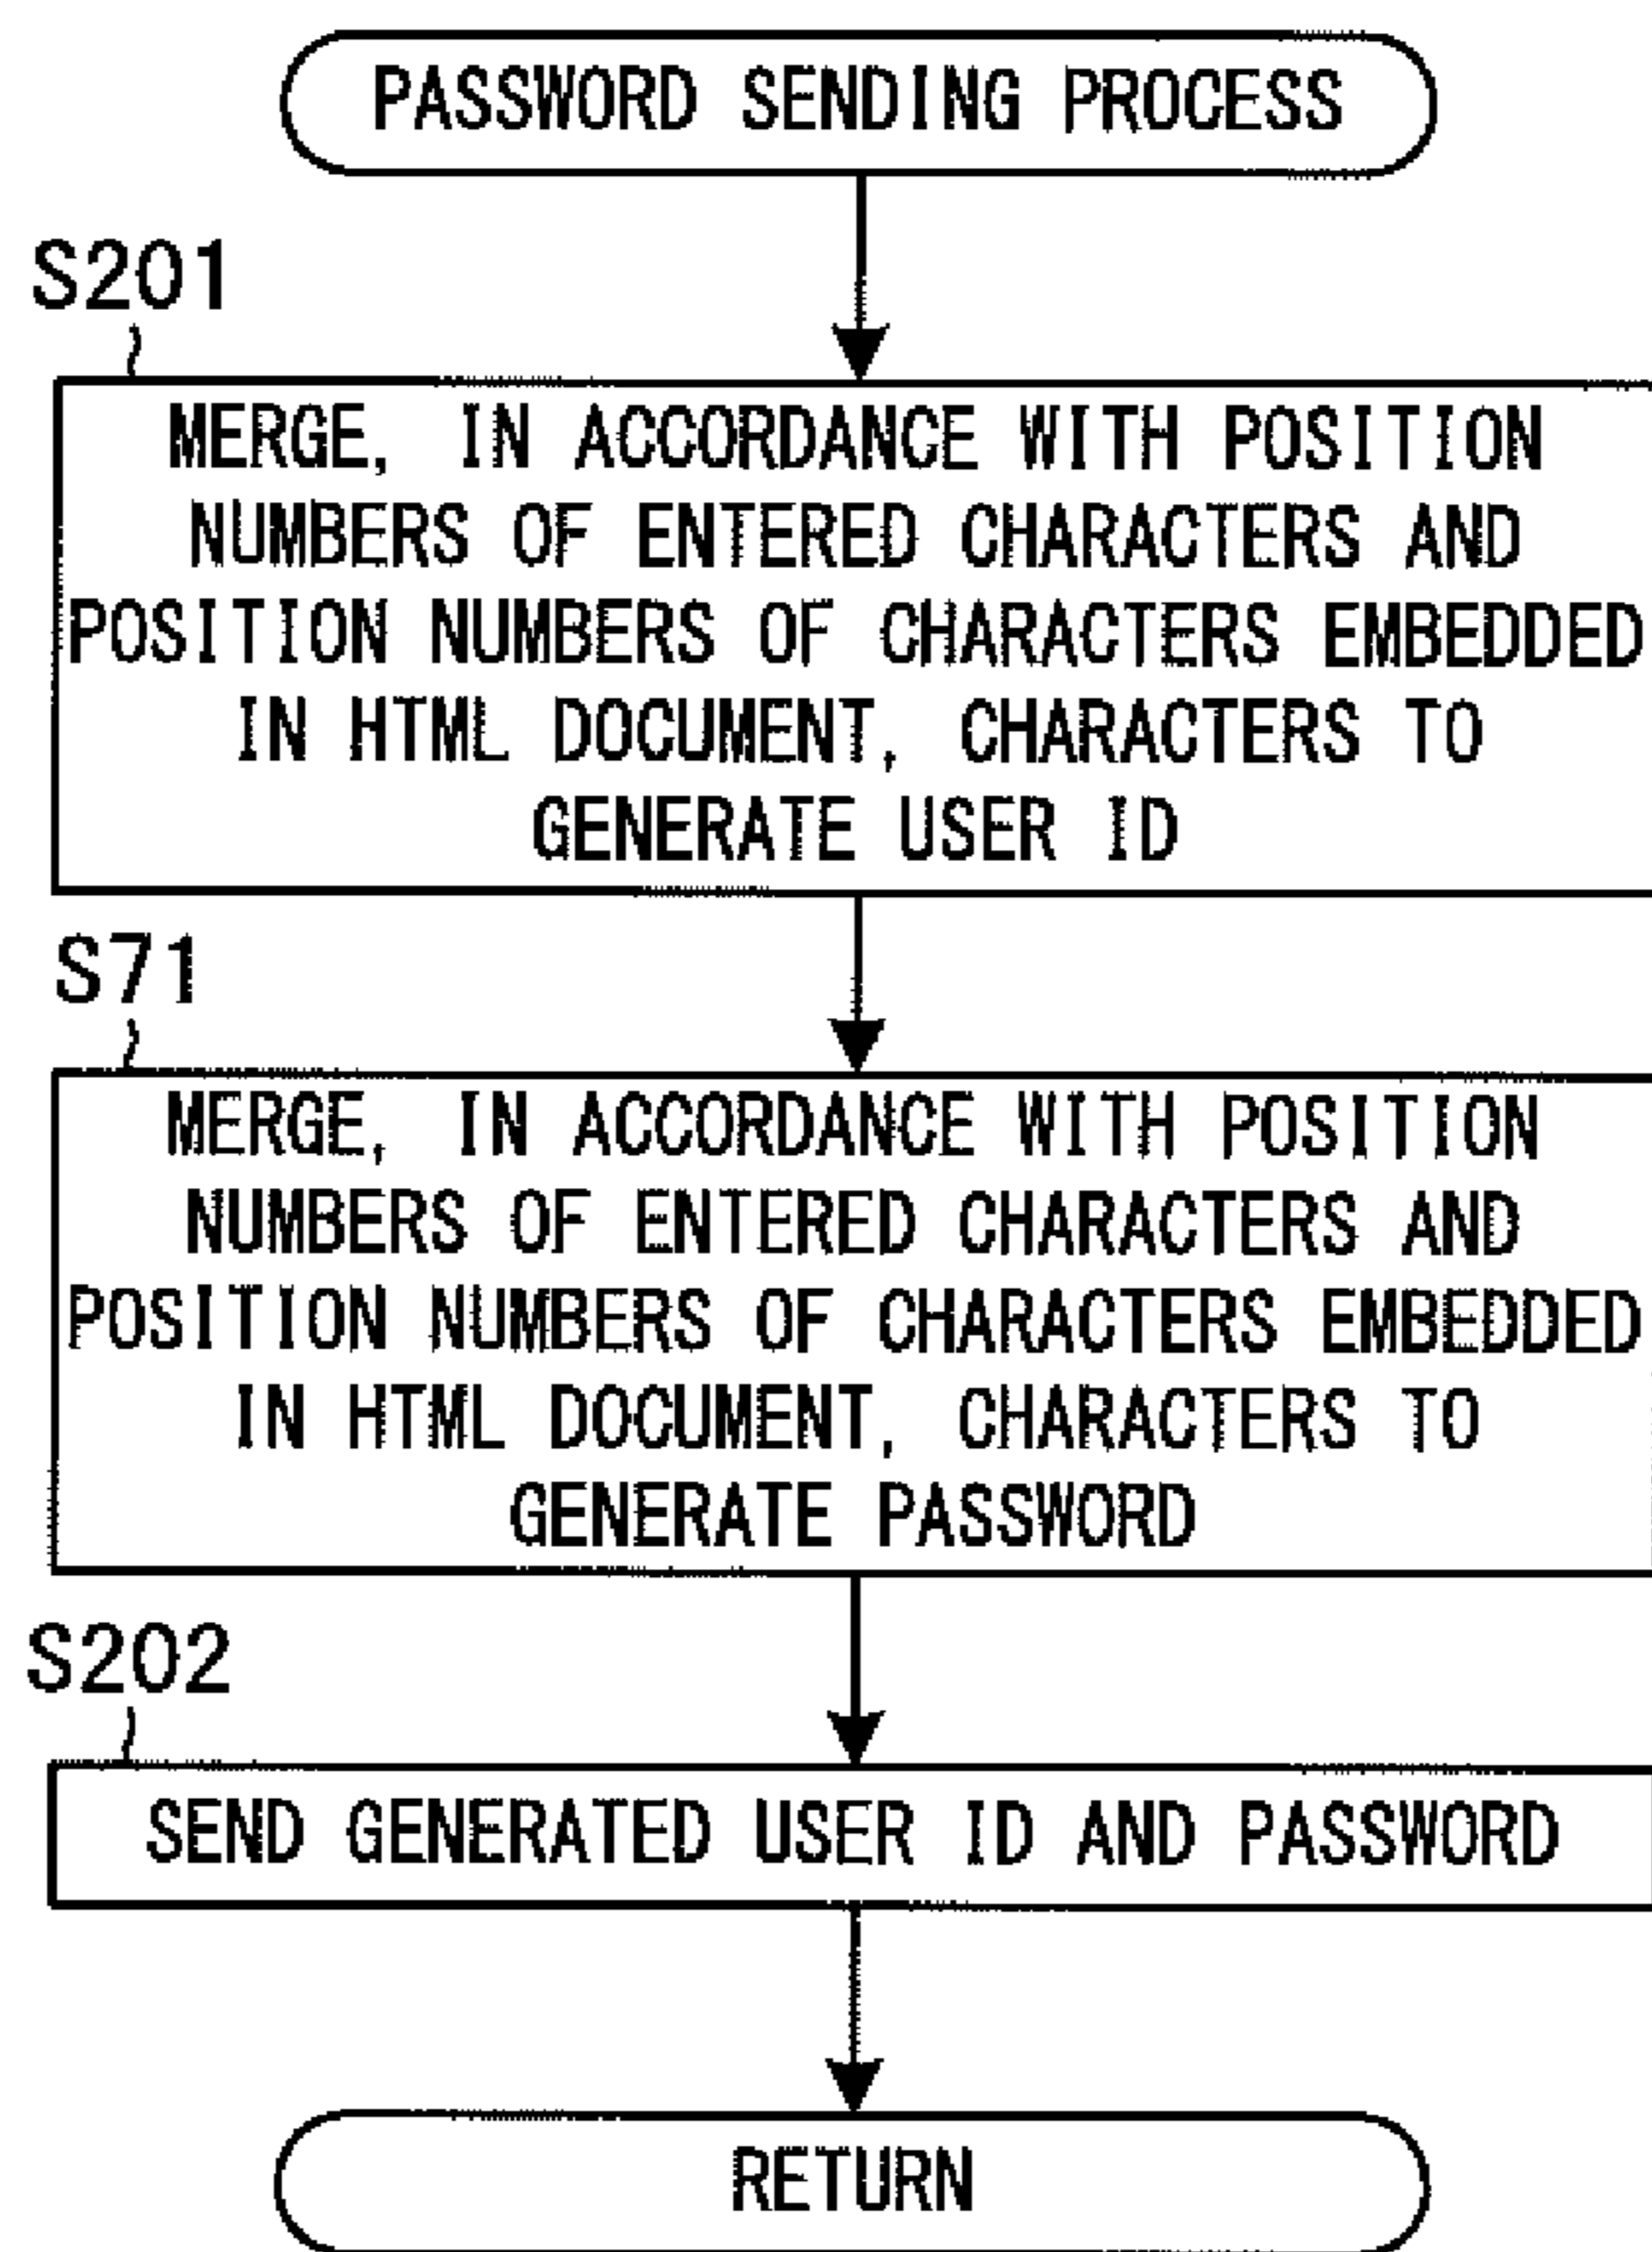 PASSWORD SENDING PROCESS
S201
MERGE, IN ACCORDANCE WITH POSITION
NUMBERS OF ENTERED CHARACTERS AND
POSITION NUMBERS OF CHARACTERS EMBEDDED
IN HTML DOCUMENT, CHARACTERS TO
GENERATE USER ID
S71
MERGE, IN ACCORDANCE WITH POSITION
NUMBERS OF ENTERED CHARACTERS AND
POSITION NUMBERS OF CHARACTERS EMBEDDED
IN HTML DOCUMENT, CHARACTERS TO
GENERATE PASSWORD
S202
SEND GENERATED USER ID AND PASSWORD
RETURN